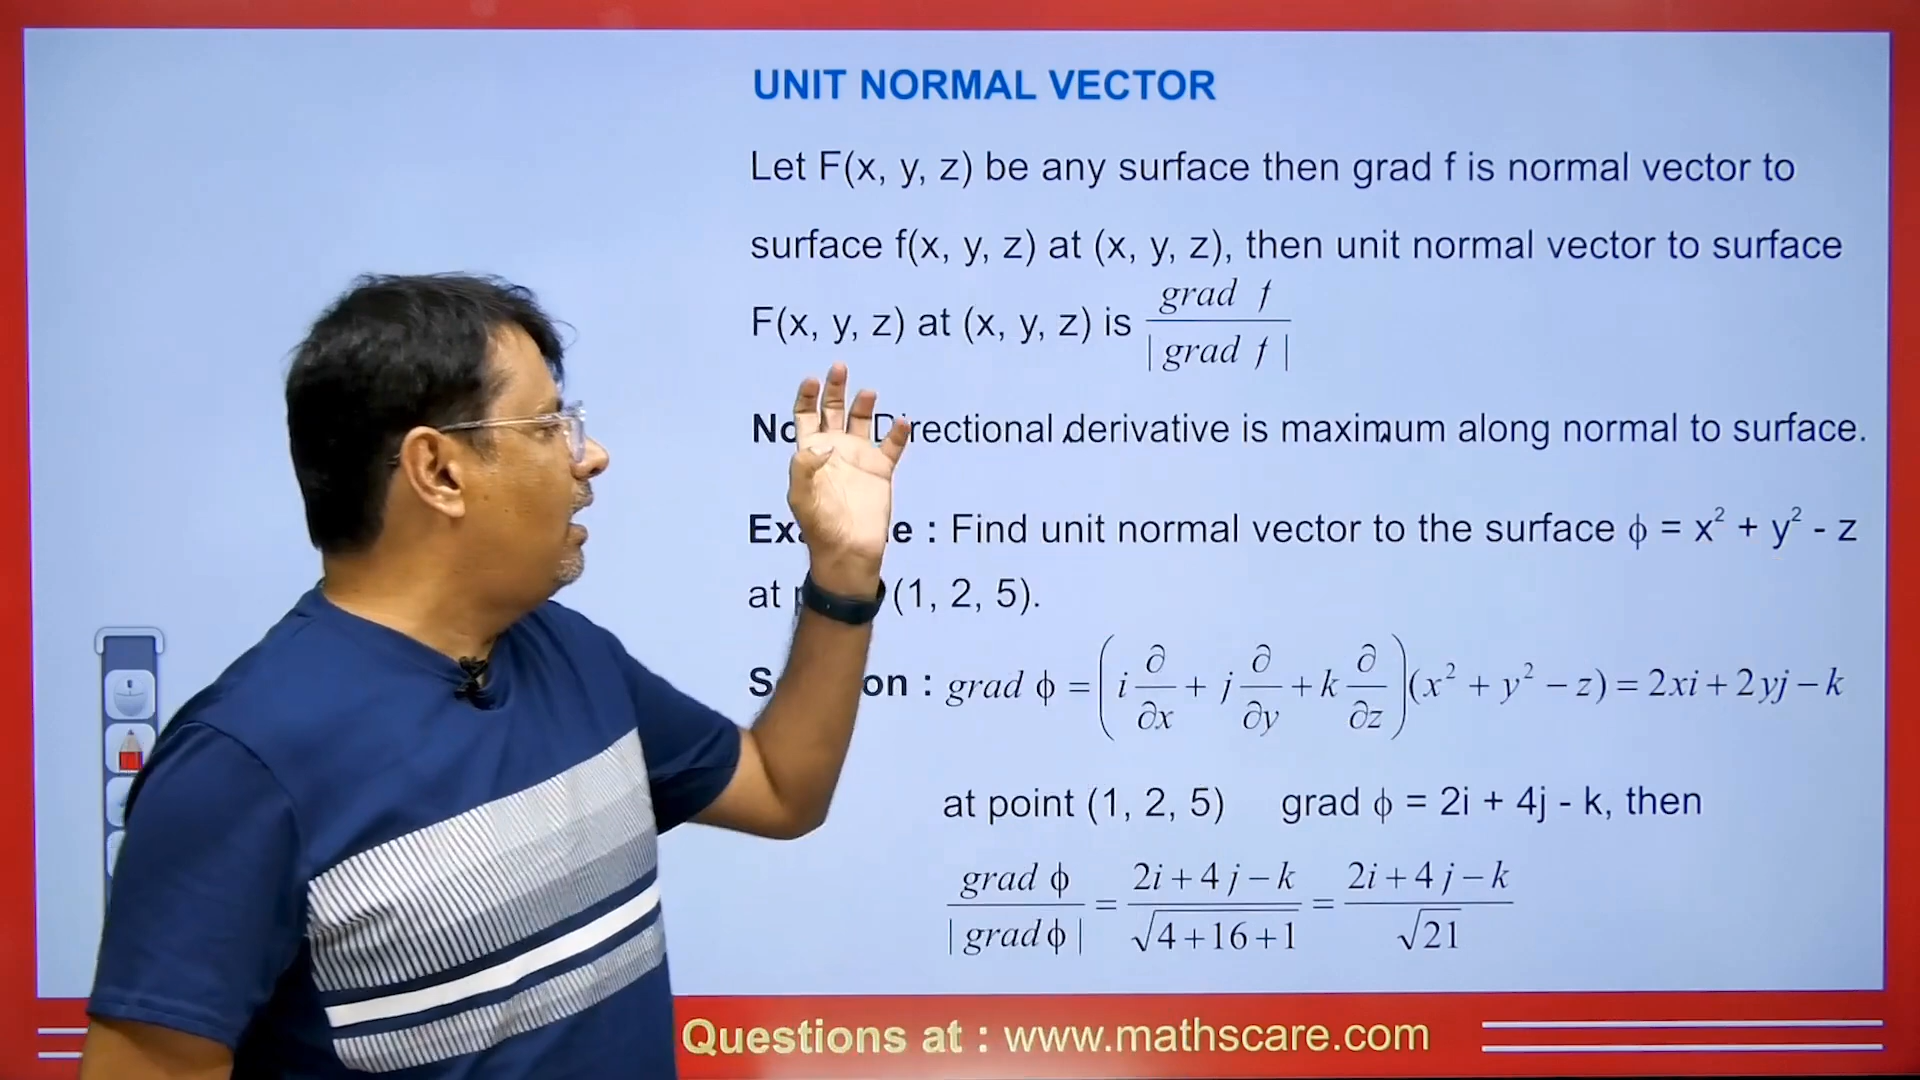 UNIT NORMAL VECTOR
Let F(x, y, z) be any surface then grad f is normal vector to
surface f(x, y, z) at (x, y, z), then unit normal vector to surface
F(x, y, z) at (x, y, z) is grad f / | grad f |
Directional derivative is maximum along normal to surface.
: Find unit normal vector to the surface ϕ = x² + y² - z
at (1, 2, 5).
: grad ϕ = (i ∂/∂x + j ∂/∂y + k ∂/∂z)(x² + y² − z) = 2xi + 2yj − k
at point (1, 2, 5) grad ϕ = 2i + 4j - k, then
grad ϕ / | grad ϕ | = 2i + 4j − k / √4+16+1 = 2i + 4j − k / √21
Questions at : www.mathscare.com